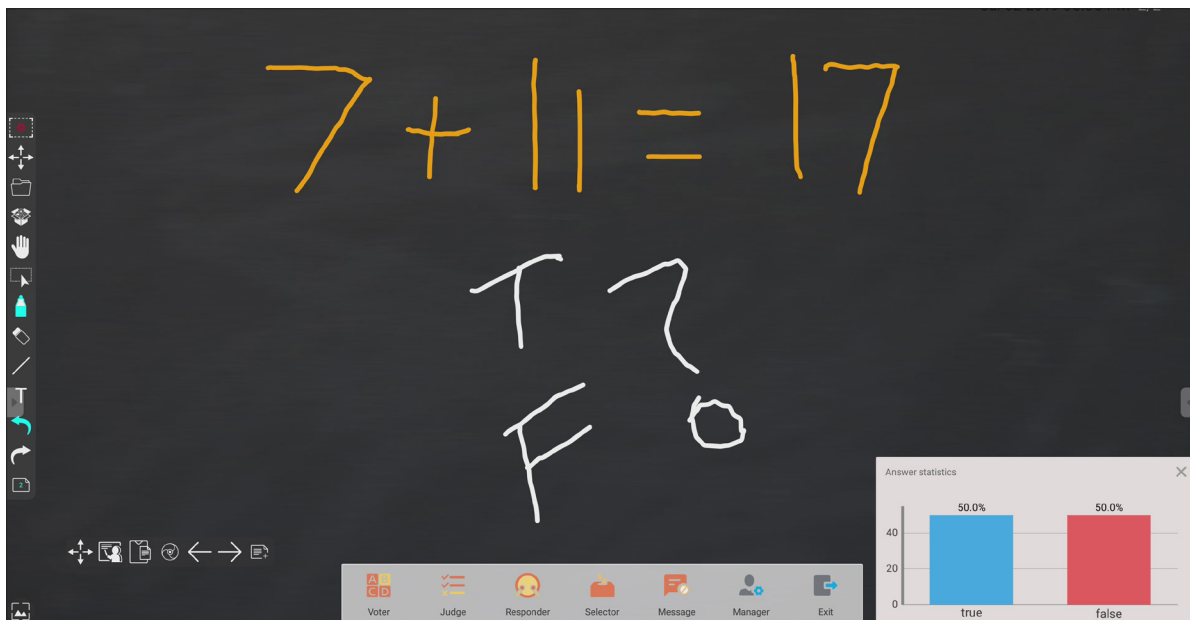 7 + 11 = 17
T ?
F
Answer statistics
50.0% 50.0%
40
20
0
true false
Voter Judge Responder Selector Message Manager Exit
A B
C D
T
2